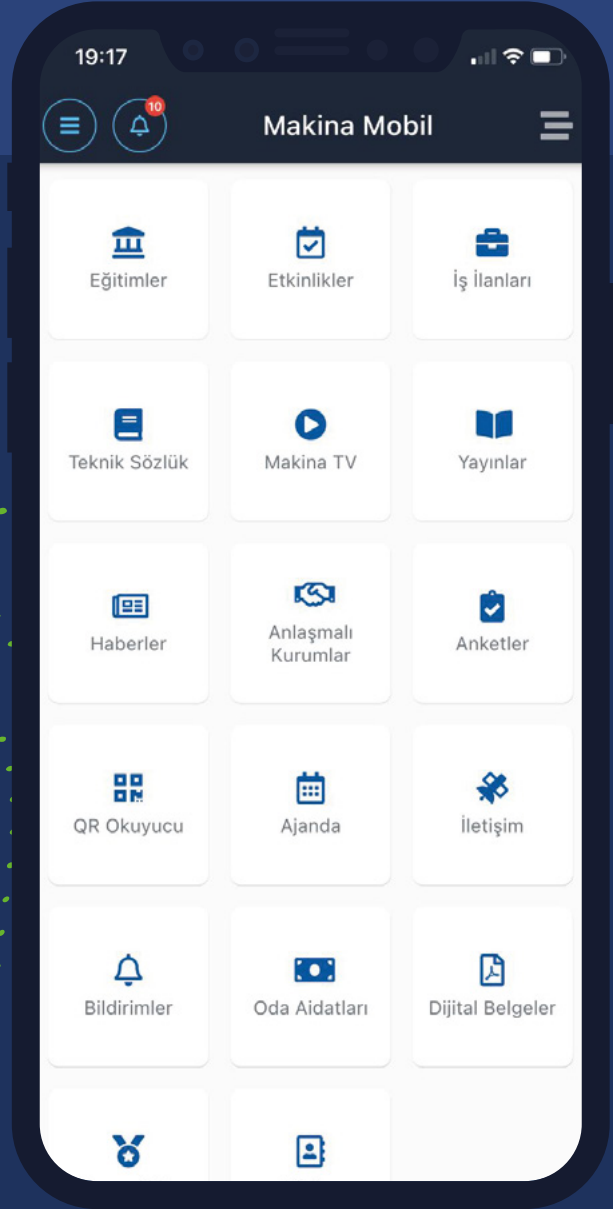 19:17
10
Makina Mobil
Eğitimler
Etkinlikler
İş İlanları
Teknik Sözlük
Makina TV
Yayınlar
Haberler
Anlaşmalı
Kurumlar
Anketler
QR Okuyucu
Ajanda
İletişim
Bildirimler
Oda Aidatları
Dijital Belgeler